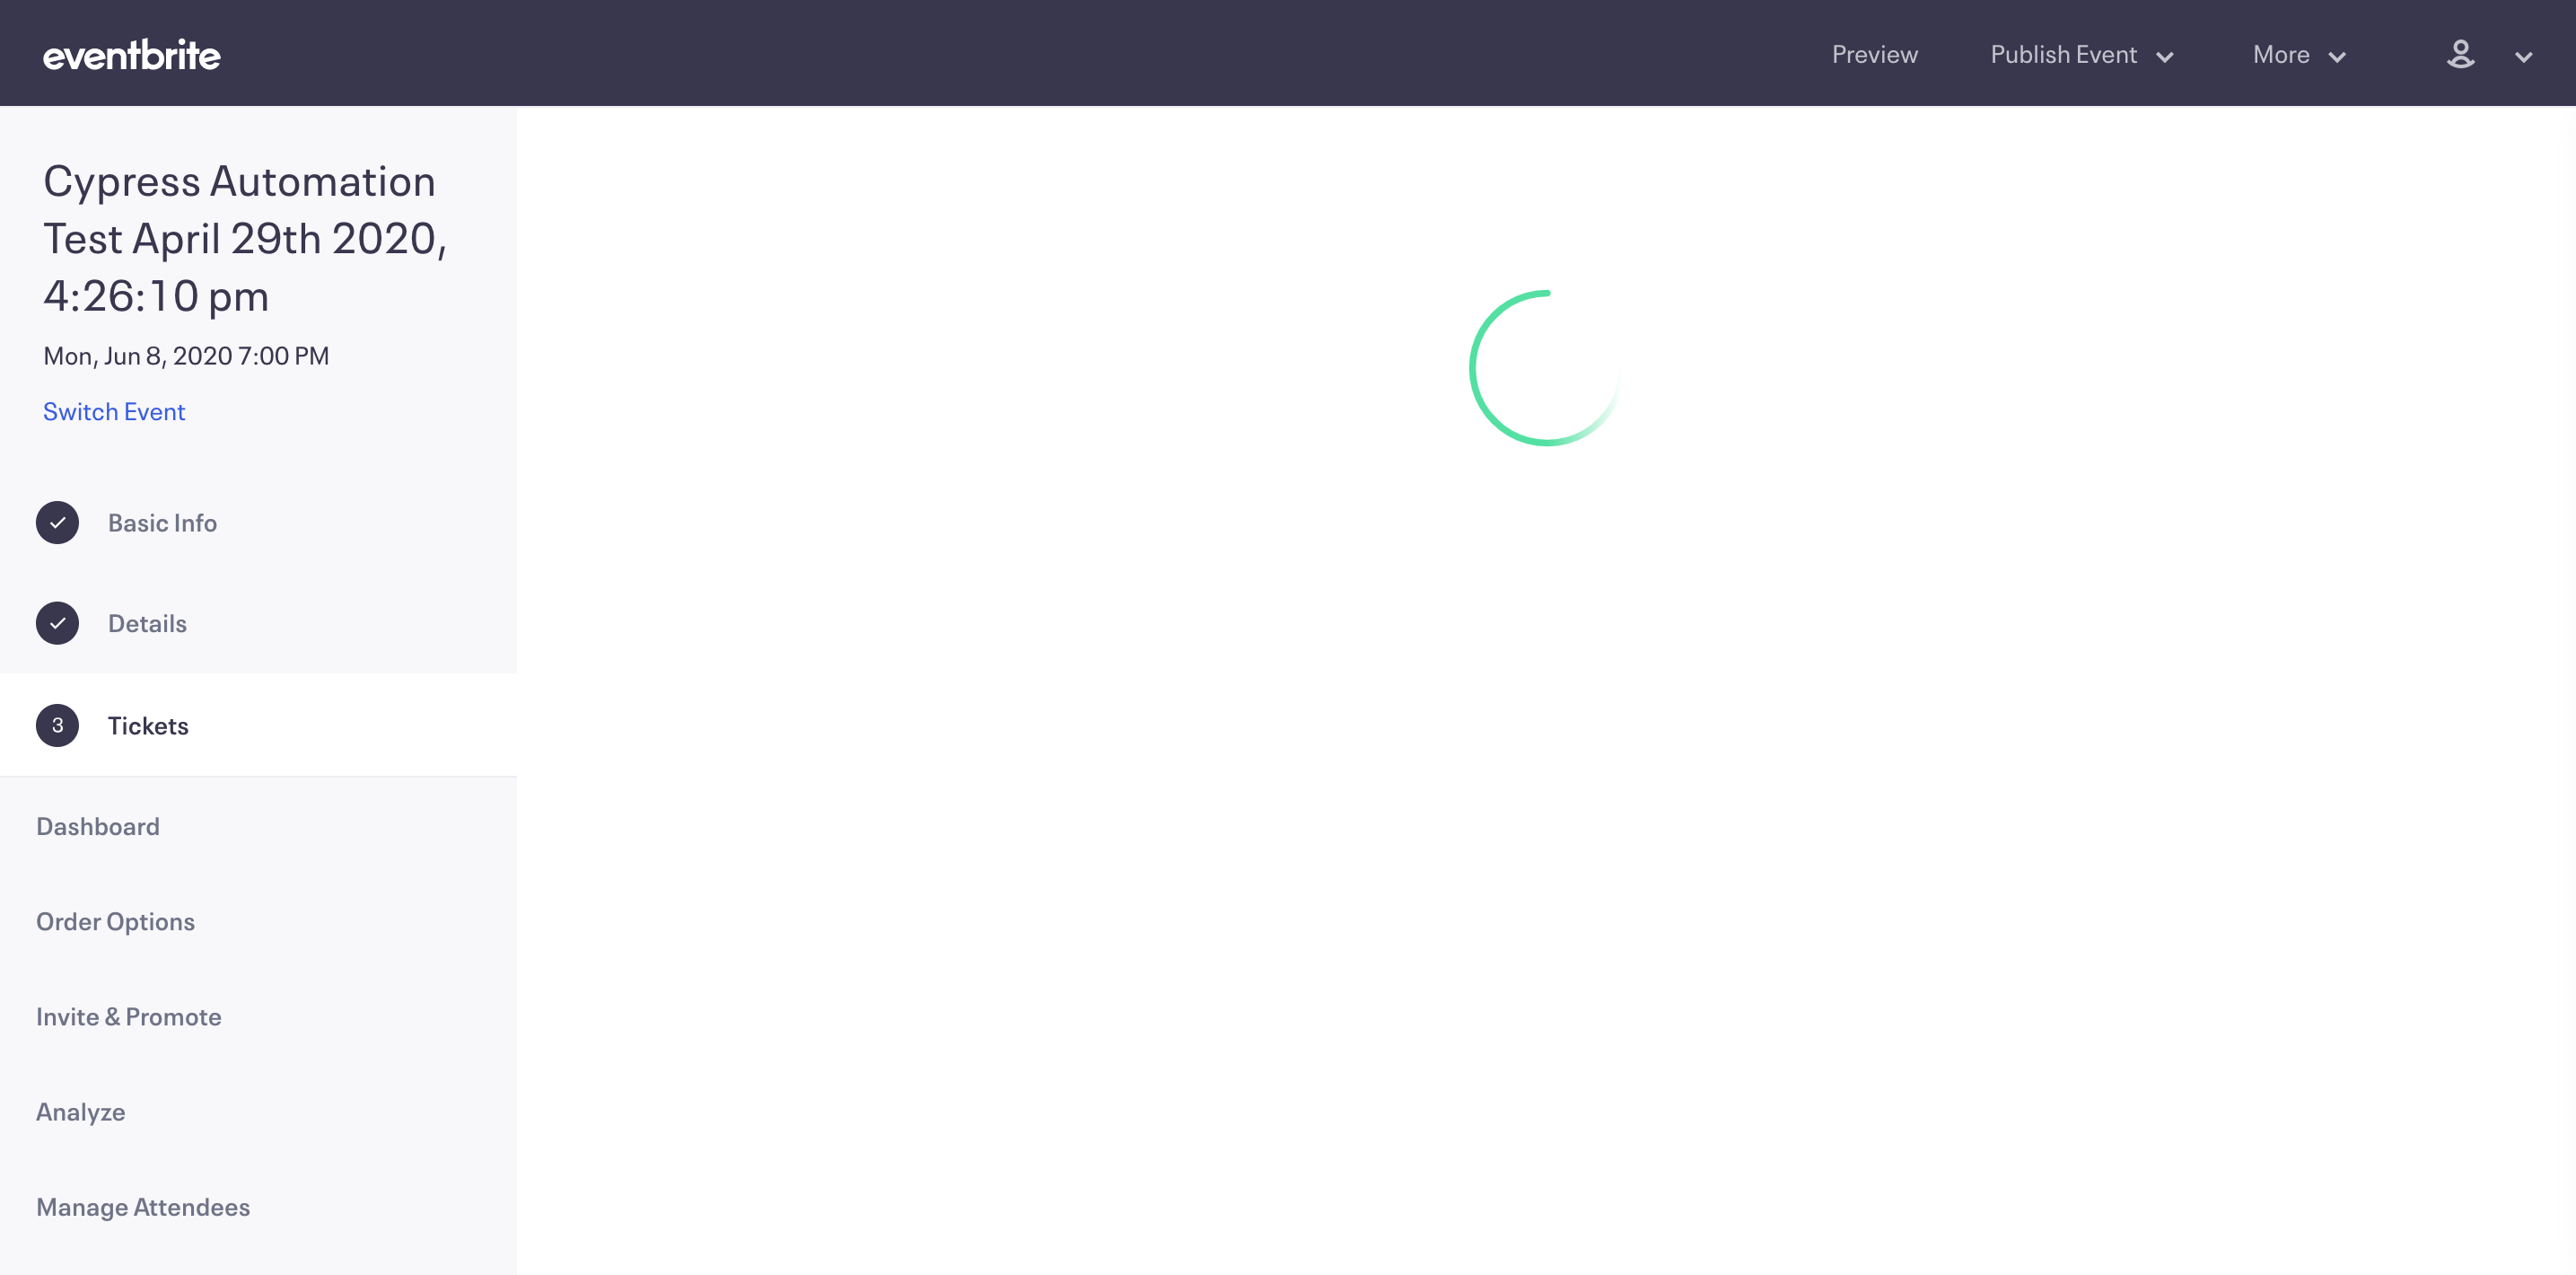 eventbrite
Preview
Publish Event
More
Cypress Automation
Test April 29th 2020,
4:26:10 pm
Mon, Jun 8, 2020 7:00 PM
Switch Event
Basic Info
Details
3 Tickets
Dashboard
Order Options
Invite & Promote
Analyze
Manage Attendees